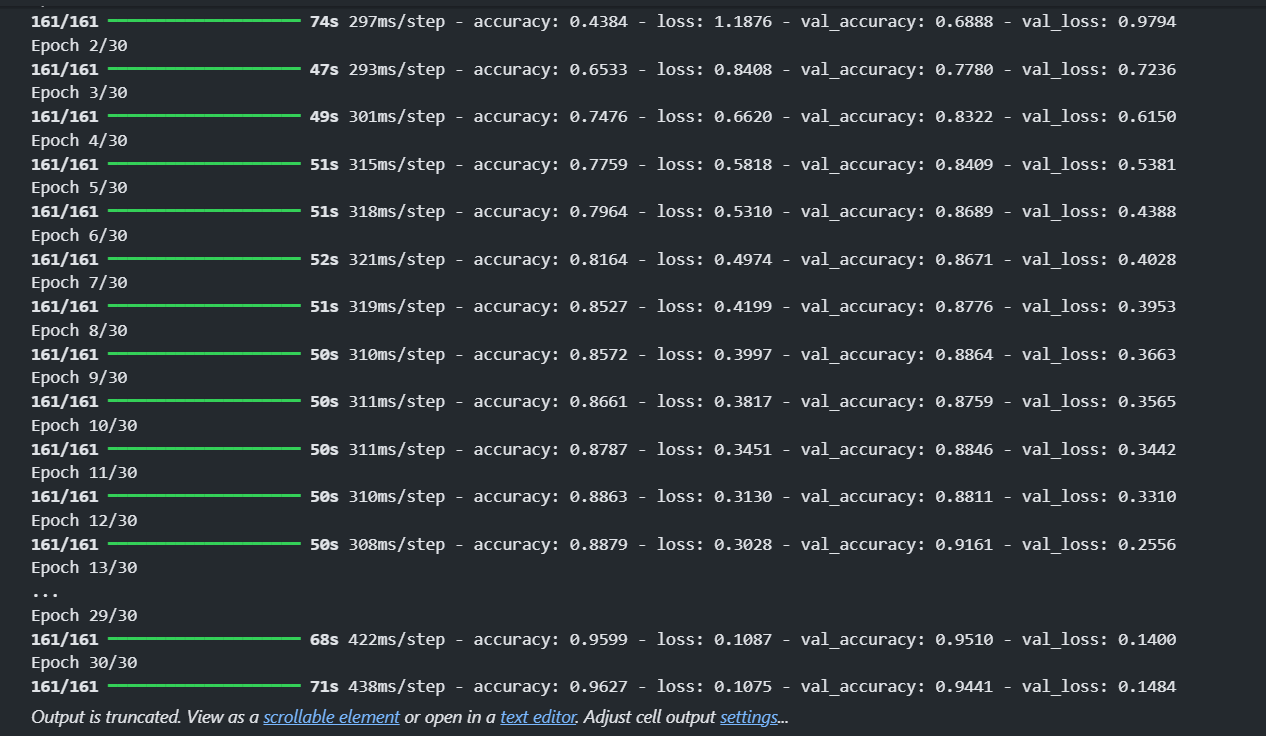 161/161 ━━━━━━━━━━━━━━━━━━━━ 74s 297ms/step - accuracy: 0.4384 - loss: 1.1876 - val_accuracy: 0.6888 - val_loss: 0.9794
Epoch 2/30
161/161 ━━━━━━━━━━━━━━━━━━━━ 47s 293ms/step - accuracy: 0.6533 - loss: 0.8408 - val_accuracy: 0.7780 - val_loss: 0.7236
Epoch 3/30
161/161 ━━━━━━━━━━━━━━━━━━━━ 49s 301ms/step - accuracy: 0.7476 - loss: 0.6620 - val_accuracy: 0.8322 - val_loss: 0.6150
Epoch 4/30
161/161 ━━━━━━━━━━━━━━━━━━━━ 51s 315ms/step - accuracy: 0.7759 - loss: 0.5818 - val_accuracy: 0.8409 - val_loss: 0.5381
Epoch 5/30
161/161 ━━━━━━━━━━━━━━━━━━━━ 51s 318ms/step - accuracy: 0.7964 - loss: 0.5310 - val_accuracy: 0.8689 - val_loss: 0.4388
Epoch 6/30
161/161 ━━━━━━━━━━━━━━━━━━━━ 52s 321ms/step - accuracy: 0.8164 - loss: 0.4974 - val_accuracy: 0.8671 - val_loss: 0.4028
Epoch 7/30
161/161 ━━━━━━━━━━━━━━━━━━━━ 51s 319ms/step - accuracy: 0.8527 - loss: 0.4199 - val_accuracy: 0.8776 - val_loss: 0.3953
Epoch 8/30
161/161 ━━━━━━━━━━━━━━━━━━━━ 50s 310ms/step - accuracy: 0.8572 - loss: 0.3997 - val_accuracy: 0.8864 - val_loss: 0.3663
Epoch 9/30
161/161 ━━━━━━━━━━━━━━━━━━━━ 50s 311ms/step - accuracy: 0.8661 - loss: 0.3817 - val_accuracy: 0.8759 - val_loss: 0.3565
Epoch 10/30
161/161 ━━━━━━━━━━━━━━━━━━━━ 50s 311ms/step - accuracy: 0.8787 - loss: 0.3451 - val_accuracy: 0.8846 - val_loss: 0.3442
Epoch 11/30
161/161 ━━━━━━━━━━━━━━━━━━━━ 50s 310ms/step - accuracy: 0.8863 - loss: 0.3130 - val_accuracy: 0.8811 - val_loss: 0.3310
Epoch 12/30
161/161 ━━━━━━━━━━━━━━━━━━━━ 50s 308ms/step - accuracy: 0.8879 - loss: 0.3028 - val_accuracy: 0.9161 - val_loss: 0.2556
Epoch 13/30
...
Epoch 29/30
161/161 ━━━━━━━━━━━━━━━━━━━━ 68s 422ms/step - accuracy: 0.9599 - loss: 0.1087 - val_accuracy: 0.9510 - val_loss: 0.1400
Epoch 30/30
161/161 ━━━━━━━━━━━━━━━━━━━━ 71s 438ms/step - accuracy: 0.9627 - loss: 0.1075 - val_accuracy: 0.9441 - val_loss: 0.1484
Output is truncated. View as a scrollable element or open in a text editor. Adjust cell output settings...